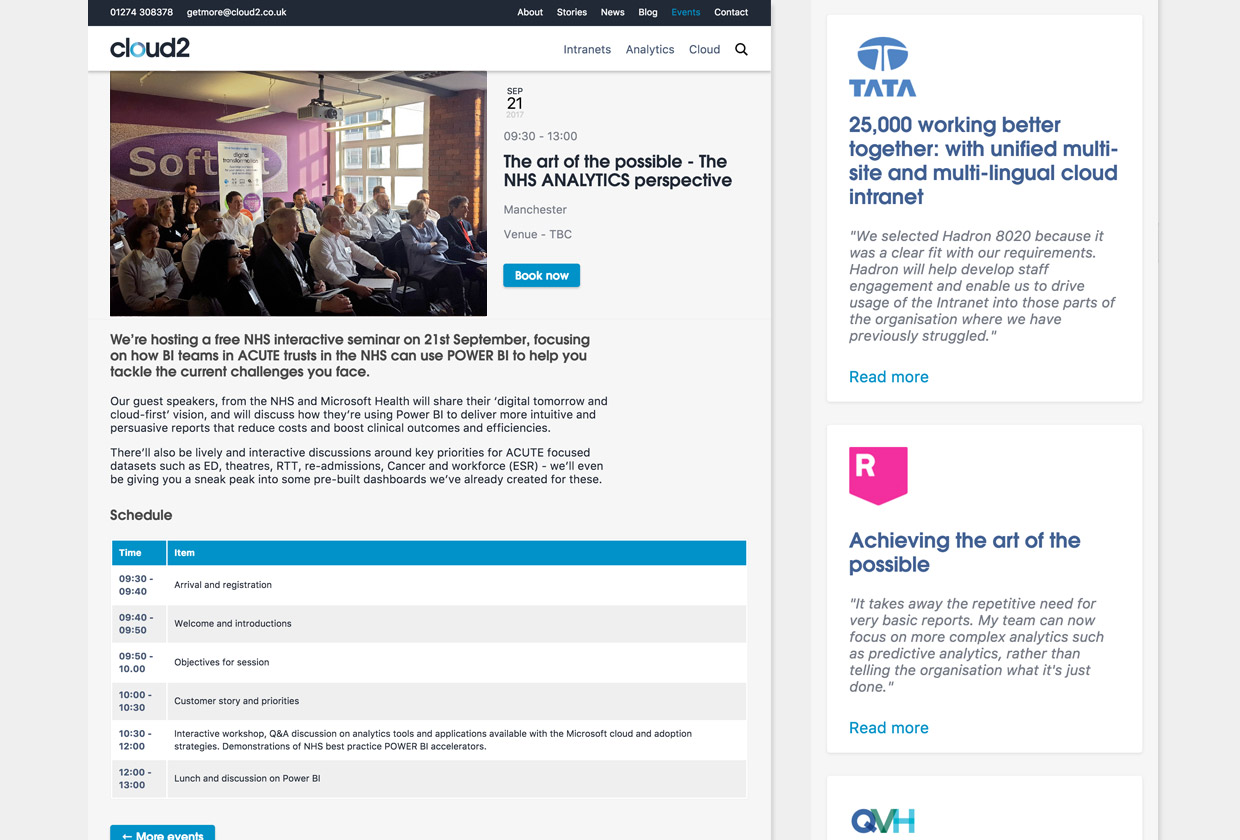 01274 308378 getmore@cloud2.co.uk About Stories News Blog Events Contact
cloud2 Intranets Analytics Cloud
Soft
digital
transformation
SEP
21
2017
09:30 - 13:00
The art of the possible - The
NHS ANALYTICS perspective
Manchester
Venue - TBC
Book now
We're hosting a free NHS interactive seminar on 21st September, focusing
on how BI teams in ACUTE trusts in the NHS can use POWER BI to help you
tackle the current challenges you face.
Our guest speakers, from the NHS and Microsoft Health will share their 'digital tomorrow and
cloud-first' vision, and will discuss how they're using Power BI to deliver more intuitive and
persuasive reports that reduce costs and boost clinical outcomes and efficiencies.
There'll also be lively and interactive discussions around key priorities for ACUTE focused
datasets such as ED, theatres, RTT, re-admissions, Cancer and workforce (ESR) - we'll even
be giving you a sneak peak into some pre-built dashboards we've already created for these.
Schedule
Time Item
09:30 -
09:40
Arrival and registration
09:40 -
09:50
Welcome and introductions
09:50 -
10.00
Objectives for session
10:00 -
10:30
Customer story and priorities
10:30 -
12:00
Interactive workshop, Q&A discussion on analytics tools and applications available with the Microsoft cloud and adoption
strategies. Demonstrations of NHS best practice POWER BI accelerators.
12:00 -
13:00
Lunch and discussion on Power BI
← More events
TATA
25,000 working better
together: with unified multi-
site and multi-lingual cloud
intranet
"We selected Hadron 8020 because it
was a clear fit with our requirements.
Hadron will help develop staff
engagement and enable us to drive
usage of the Intranet into those parts of
the organisation where we have
previously struggled."
Read more
R
Achieving the art of the
possible
"It takes away the repetitive need for
very basic reports. My team can now
focus on more complex analytics such
as predictive analytics, rather than
telling the organisation what it's just
done."
Read more
QVH